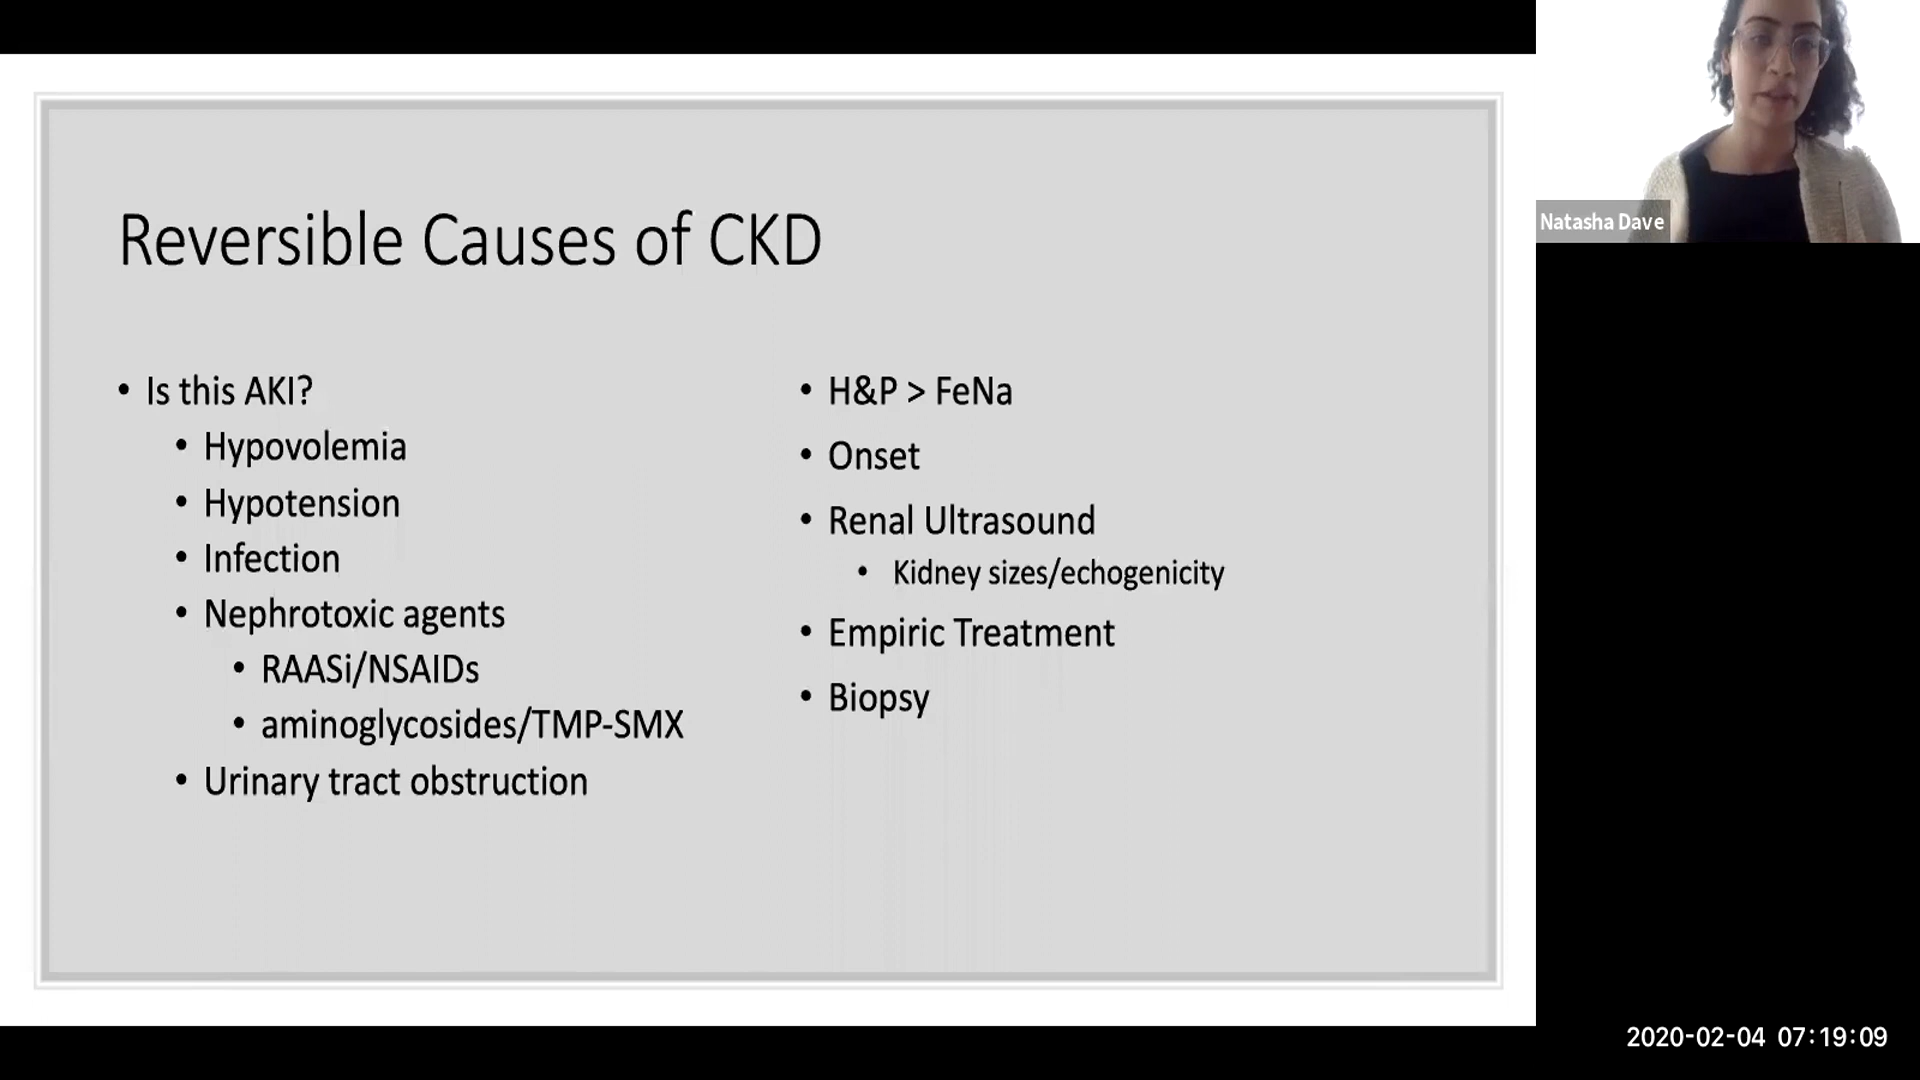 Reversible Causes of CKD
• Is this AKI?
• Hypovolemia
• Hypotension
• Infection
• Nephrotoxic agents
• RAASi/NSAIDs
• aminoglycosides/TMP-SMX
• Urinary tract obstruction
• H&P > FeNa
• Onset
• Renal Ultrasound
• Kidney sizes/echogenicity
• Empiric Treatment
• Biopsy
Natasha Dave
2020-02-04 07:19:09